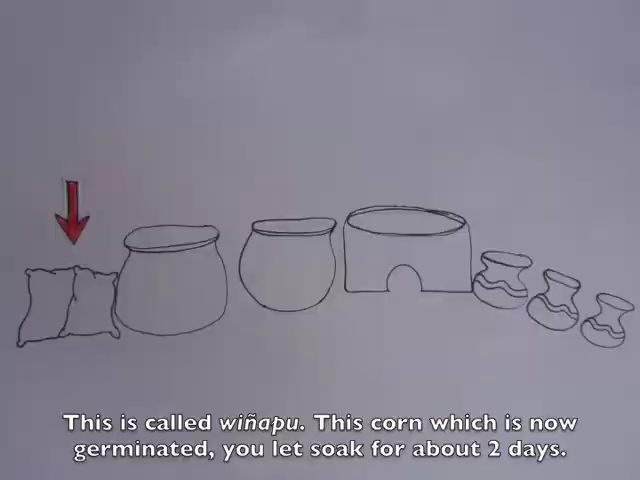 This is called wiñapu. This corn which is now
germinated, you let soak for about 2 days.